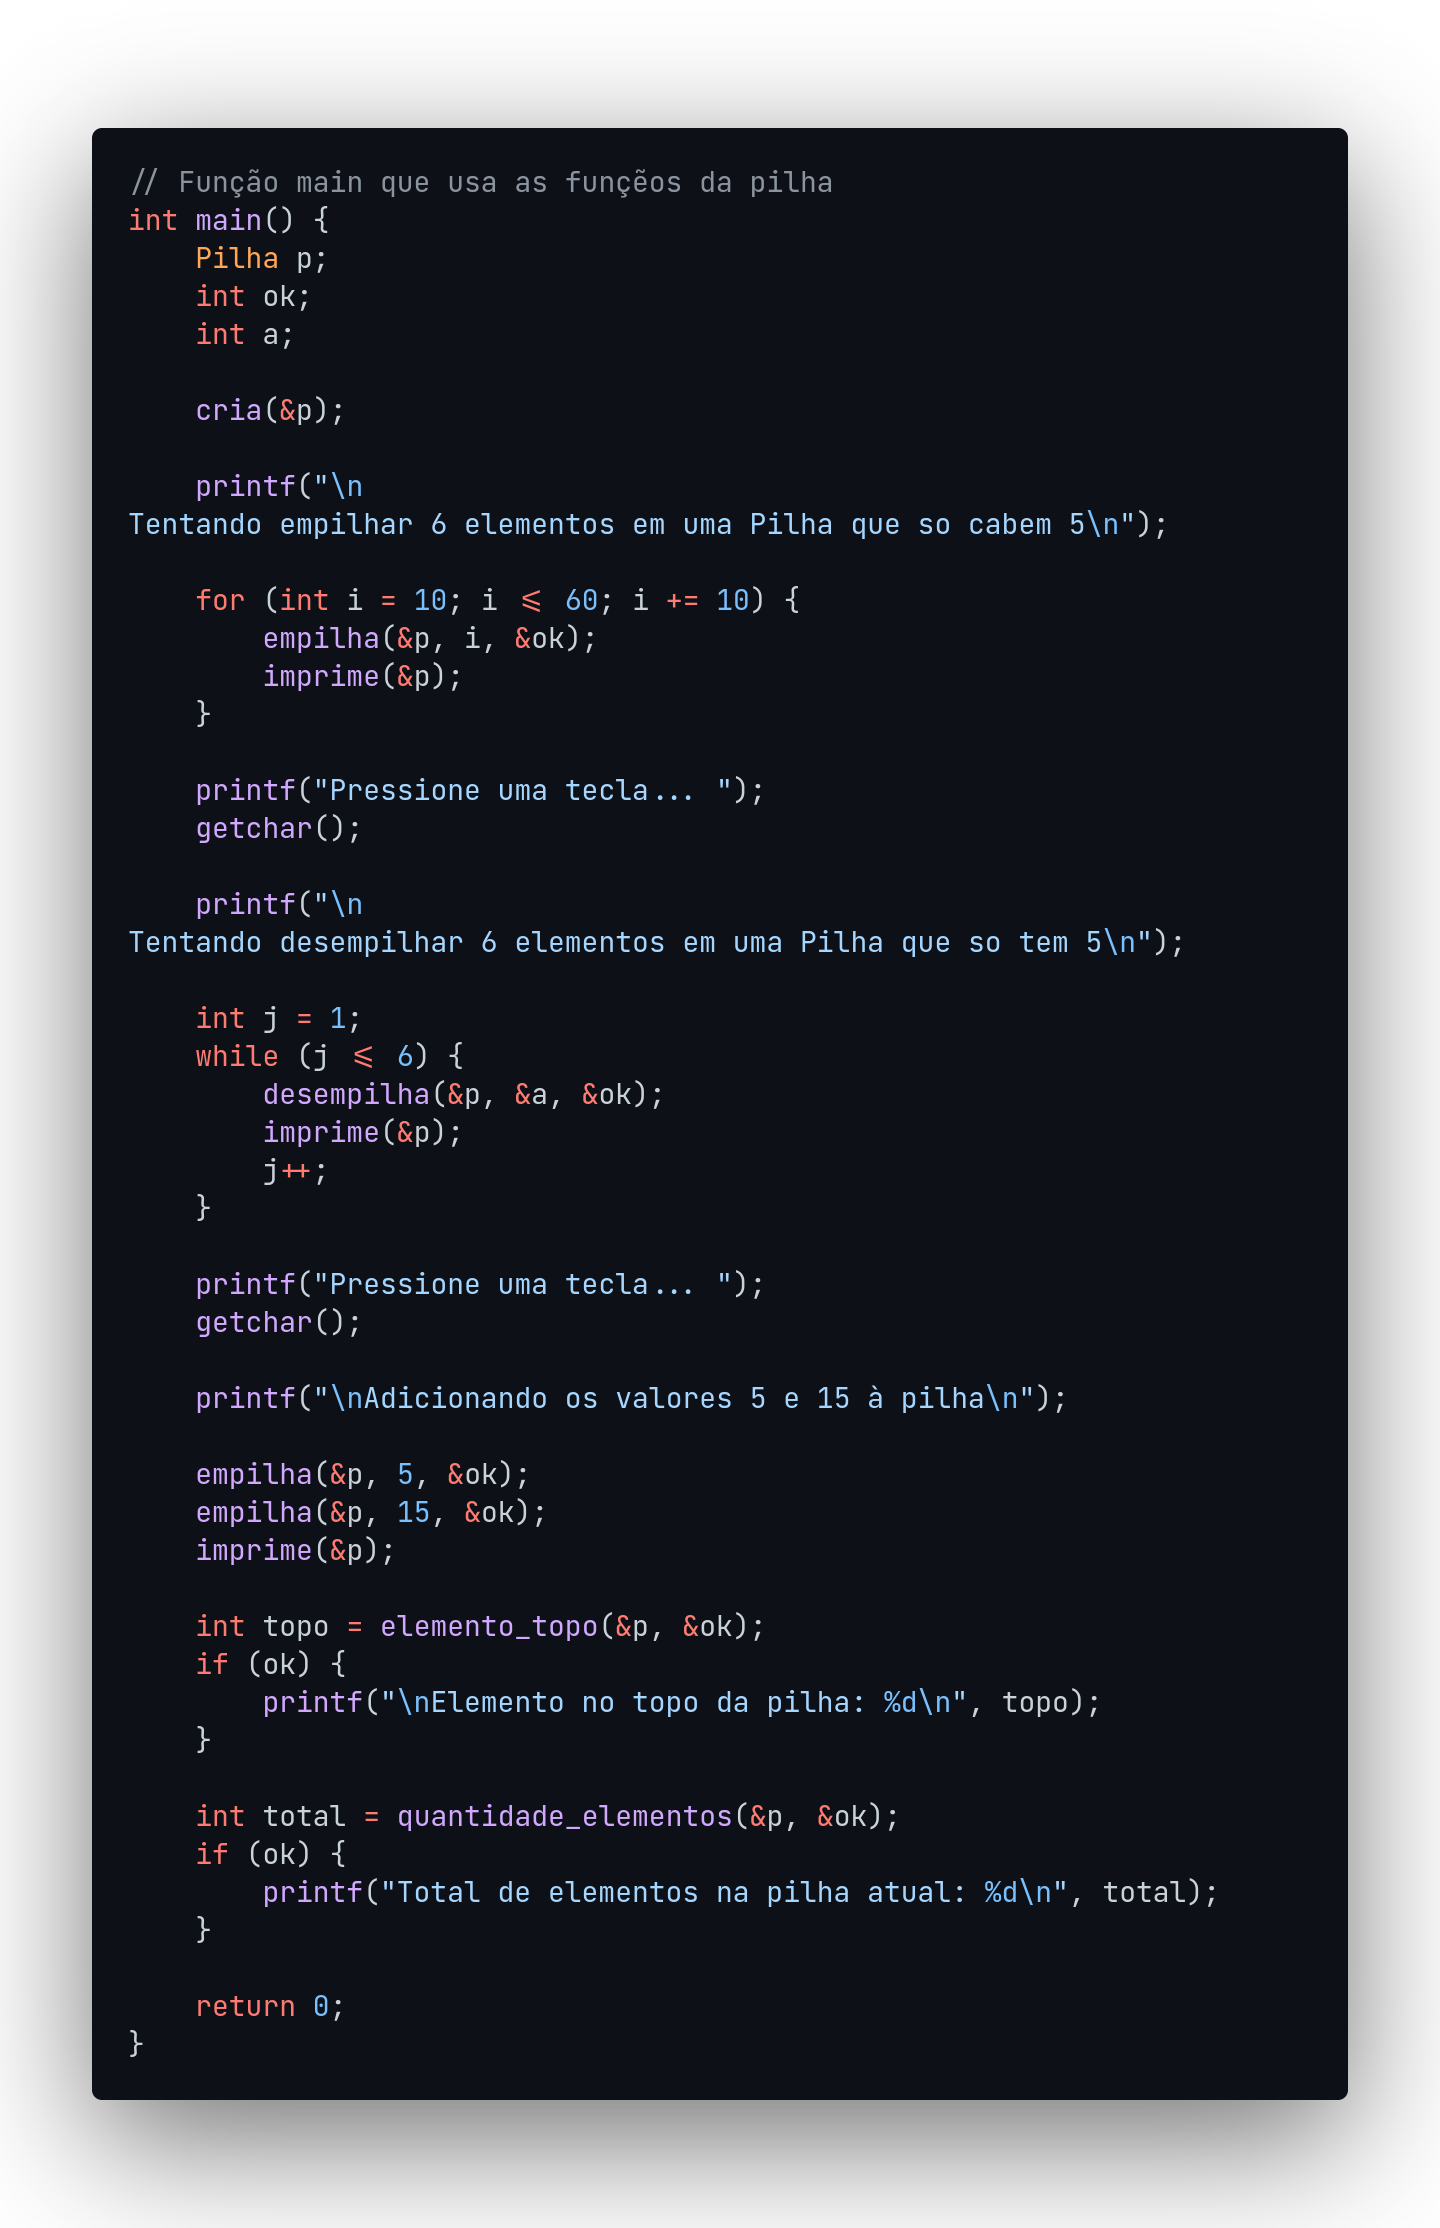 // Função main que usa as funçẽos da pilha
int main() {
    Pilha p;
    int ok;
    int a;

    cria(&p);

    printf("\n
Tentando empilhar 6 elementos em uma Pilha que so cabem 5\n");

    for (int i = 10; i <= 60; i += 10) {
        empilha(&p, i, &ok);
        imprime(&p);
    }

    printf("Pressione uma tecla... ");
    getchar();

    printf("\n
Tentando desempilhar 6 elementos em uma Pilha que so tem 5\n");

    int j = 1;
    while (j <= 6) {
        desempilha(&p, &a, &ok);
        imprime(&p);
        j++;
    }

    printf("Pressione uma tecla... ");
    getchar();

    printf("\nAdicionando os valores 5 e 15 à pilha\n");

    empilha(&p, 5, &ok);
    empilha(&p, 15, &ok);
    imprime(&p);

    int topo = elemento_topo(&p, &ok);
    if (ok) {
        printf("\nElemento no topo da pilha: %d\n", topo);
    }

    int total = quantidade_elementos(&p, &ok);
    if (ok) {
        printf("Total de elementos na pilha atual: %d\n", total);
    }

    return 0;
}